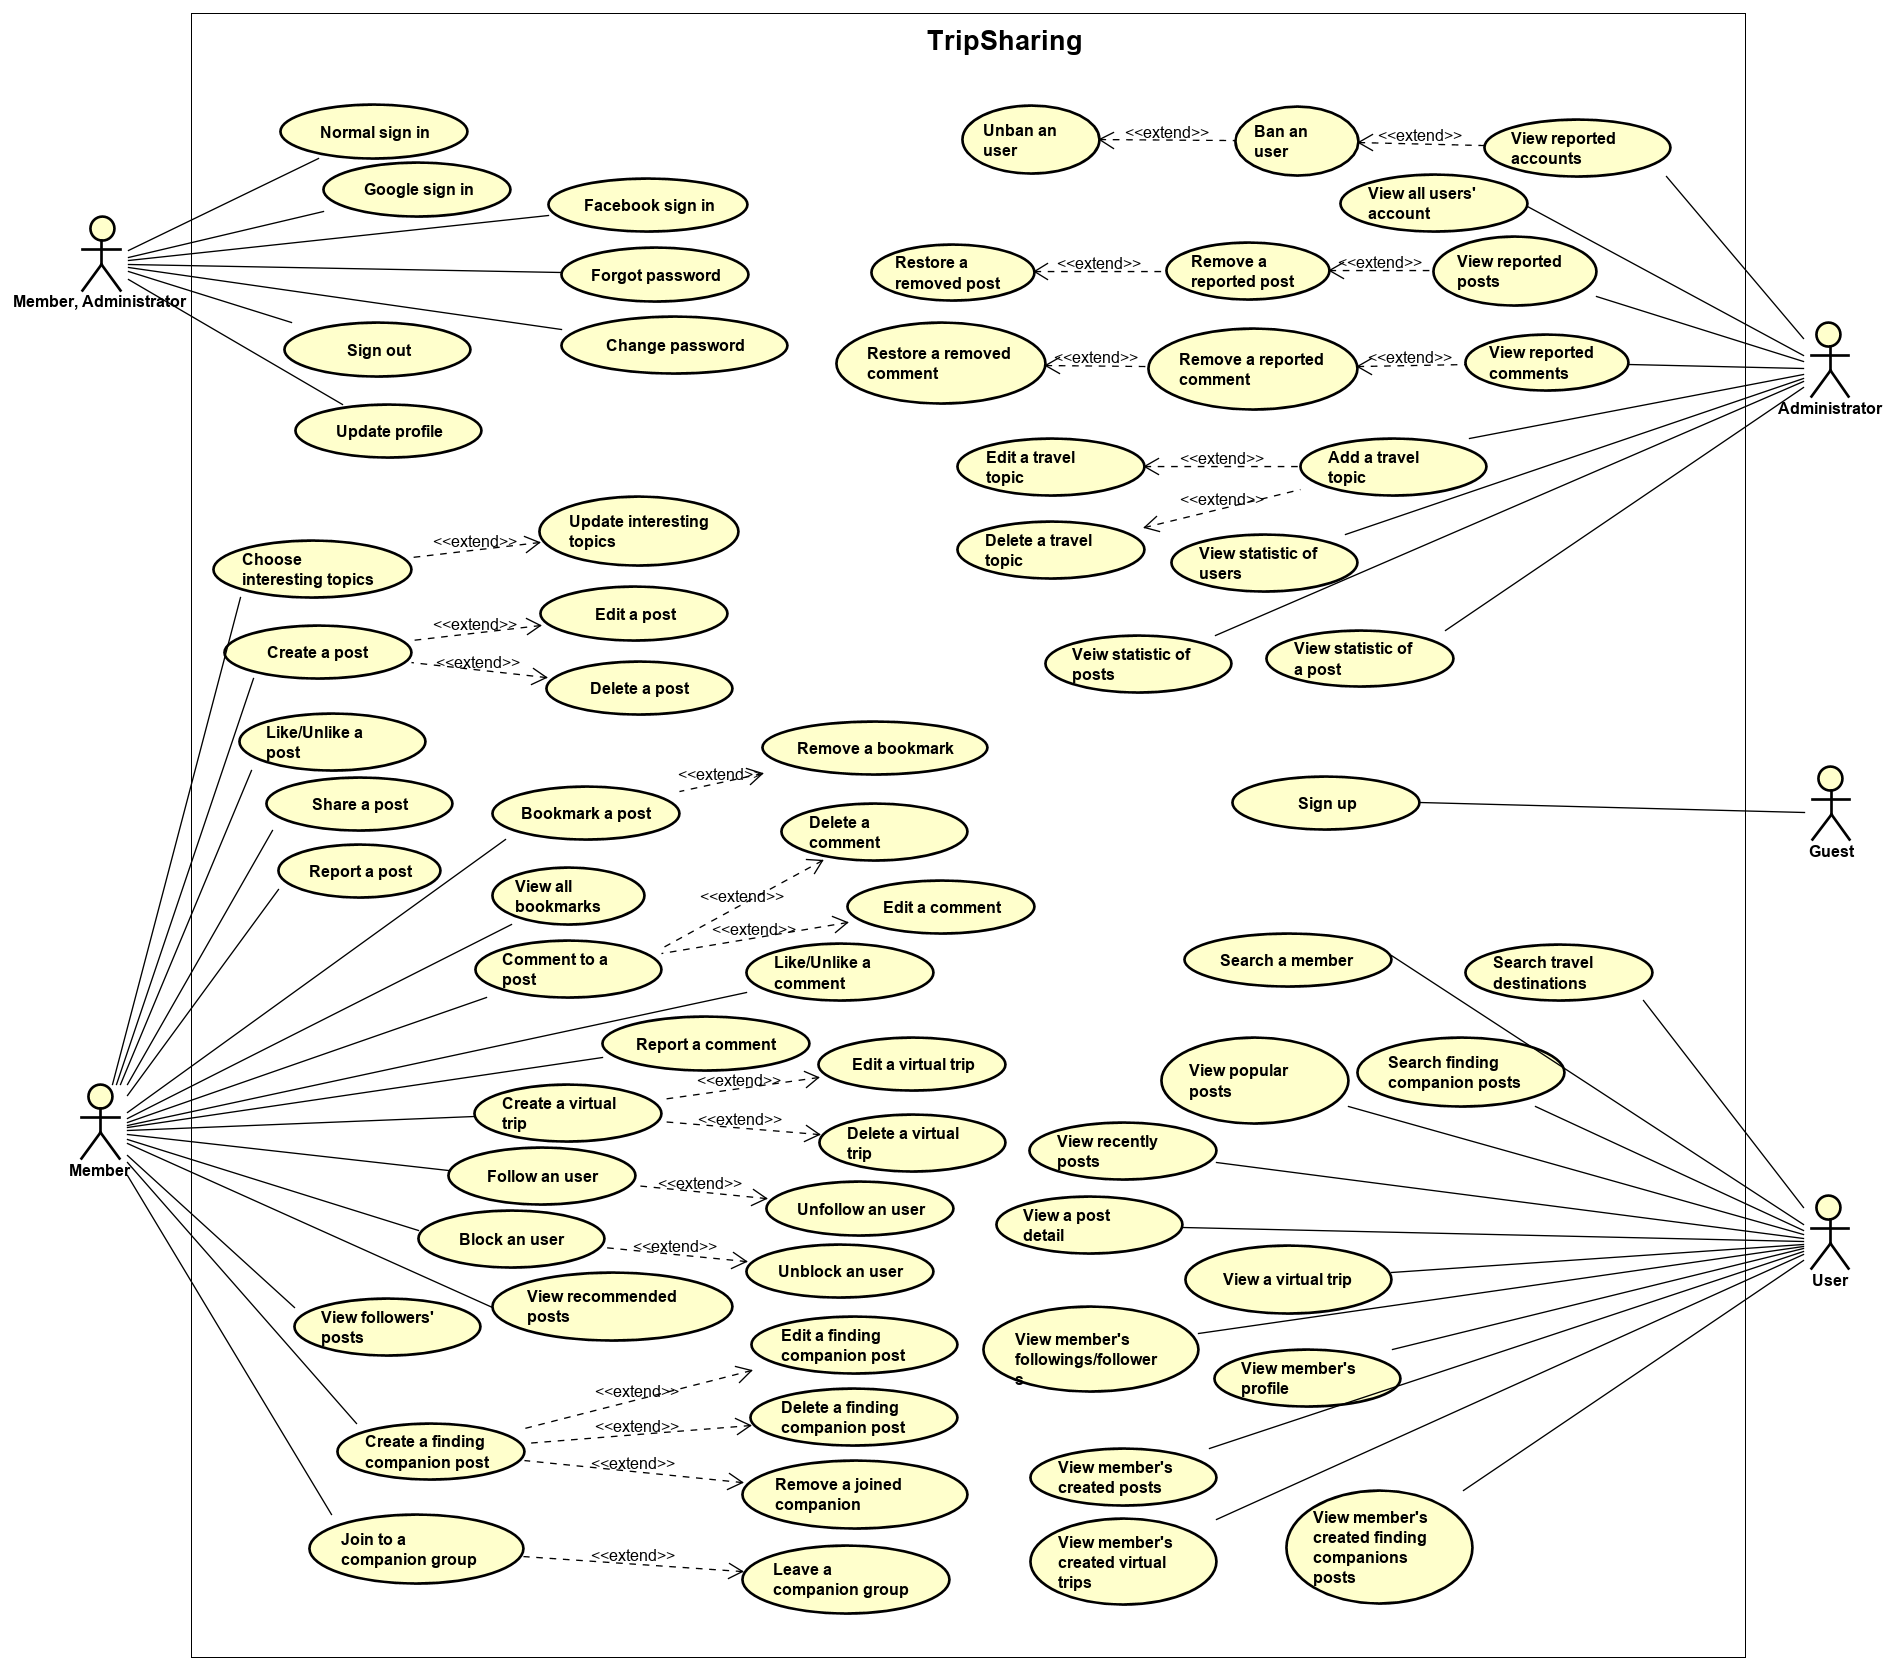 TripSharing
Normal sign in
Google sign in
Facebook sign in
Forgot password
Change password
Sign out
Update profile
Member, Administrator
Unban an
user
<<extend>>
Ban an
user
<<extend>>
View reported
accounts
View all users'
account
Restore a
removed post
<<extend>>
Remove a
reported post
<<extend>>
View reported
posts
Restore a removed
comment
<<extend>>
Remove a reported
comment
<<extend>>
View reported
comments
Administrator
Edit a travel
topic
<<extend>>
Add a travel
topic
<<extend>>
Delete a travel
topic
View statistic of
users
Veiw statistic of
posts
View statistic of
a post
Choose
interesting topics
<<extend>>
Update interesting
topics
Create a post
<<extend>>
Edit a post
<<extend>>
Delete a post
Like/Unlike a
post
Share a post
Report a post
Bookmark a post
<<extend>>
Remove a bookmark
View all
bookmarks
Comment to a
post
<<extend>>
Delete a
comment
<<extend>>
Edit a comment
Like/Unlike a
comment
Report a comment
Create a virtual
trip
<<extend>>
Edit a virtual trip
<<extend>>
Delete a virtual
trip
Member
Follow an user
<<extend>>
Unfollow an user
Block an user
<<extend>>
Unblock an user
View recommended
posts
View followers'
posts
Create a finding
companion post
<<extend>>
Edit a finding
companion post
<<extend>>
Delete a finding
companion post
<<extend>>
Remove a joined
companion
Join to a
companion group
<<extend>>
Leave a
companion group
Sign up
Guest
Search a member
Search travel
destinations
View popular
posts
Search finding
companion posts
View recently
posts
View a post
detail
View a virtual trip
User
View member's
followings/follower
s
View member's
profile
View member's
created posts
View member's
created virtual
trips
View member's
created finding
companions
posts